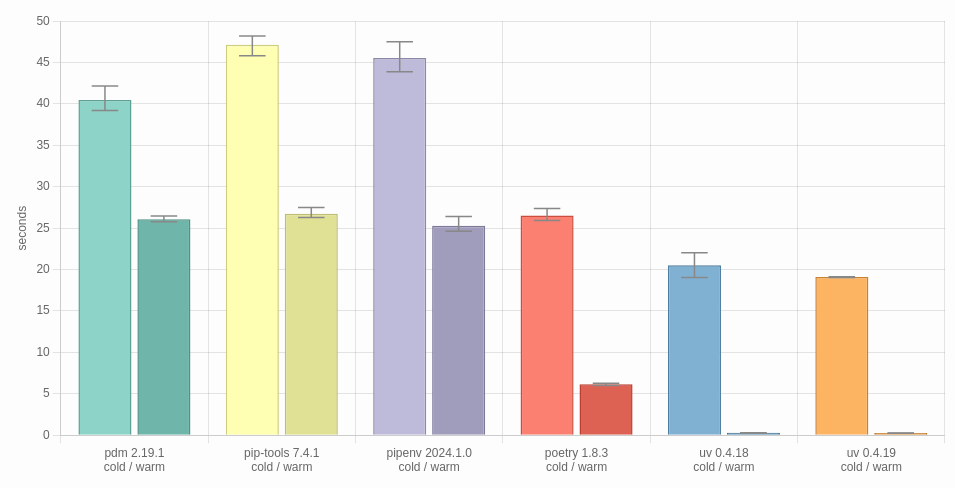 50
45
40
35
30
25
20
15
10
5
0
seconds
pdm 2.19.1
cold / warm
pip-tools 7.4.1
cold / warm
pipenv 2024.1.0
cold / warm
poetry 1.8.3
cold / warm
uv 0.4.18
cold / warm
uv 0.4.19
cold / warm